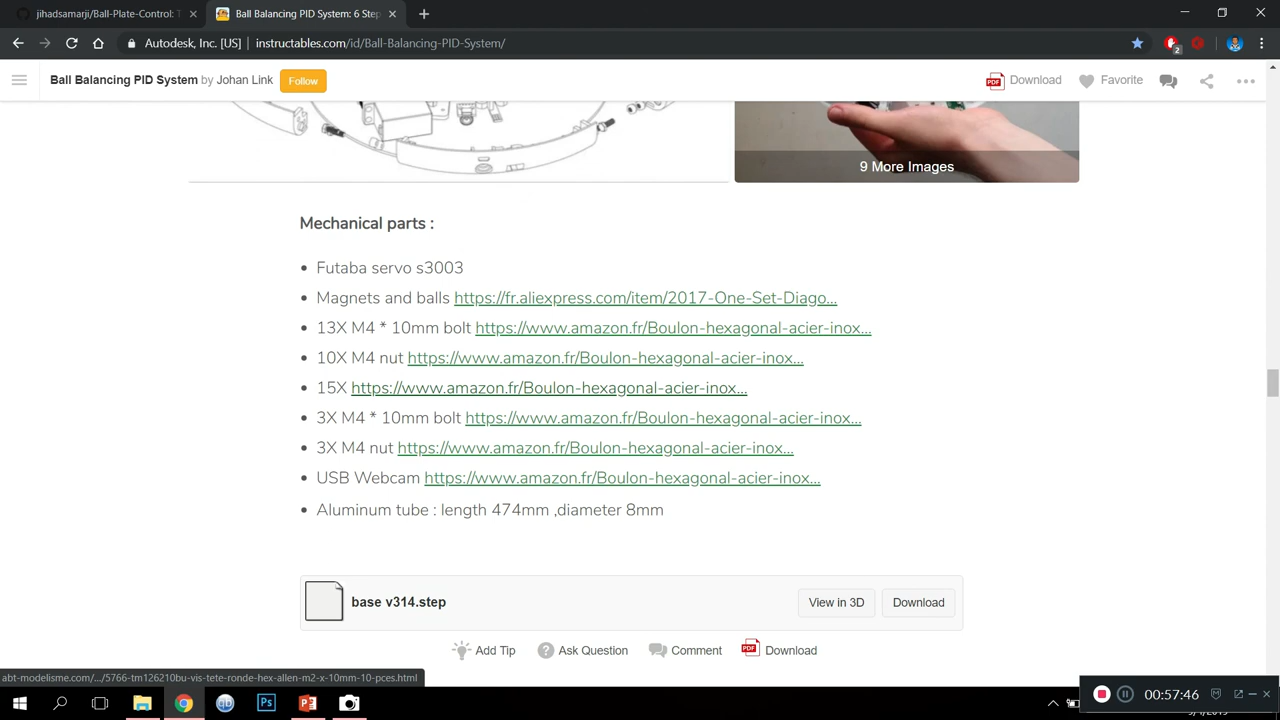 jihadsamarji/Ball-Plate-Control: T
Ball Balancing PID System: 6 Step
Autodesk, Inc. [US] | instructables.com/id/Ball-Balancing-PID-System/
2
Ball Balancing PID System by Johan Link
Follow
Download
Favorite
9 More Images
Mechanical parts :
Futaba servo s3003
Magnets and balls https://fr.aliexpress.com/item/2017-One-Set-Diago...
13X M4 * 10mm bolt https://www.amazon.fr/Boulon-hexagonal-acier-inox...
10X M4 nut https://www.amazon.fr/Boulon-hexagonal-acier-inox...
15X https://www.amazon.fr/Boulon-hexagonal-acier-inox...
3X M4 * 10mm bolt https://www.amazon.fr/Boulon-hexagonal-acier-inox...
3X M4 nut https://www.amazon.fr/Boulon-hexagonal-acier-inox...
USB Webcam https://www.amazon.fr/Boulon-hexagonal-acier-inox...
Aluminum tube : length 474mm ,diameter 8mm
base v314.step
View in 3D
Download
Add Tip
Ask Question
Comment
PDF
Download
abt-modelisme.com/.../5766-tm126210bu-vis-tete-ronde-hex-allen-m2-x-10mm-10-pces.html
Ps
00:57:46